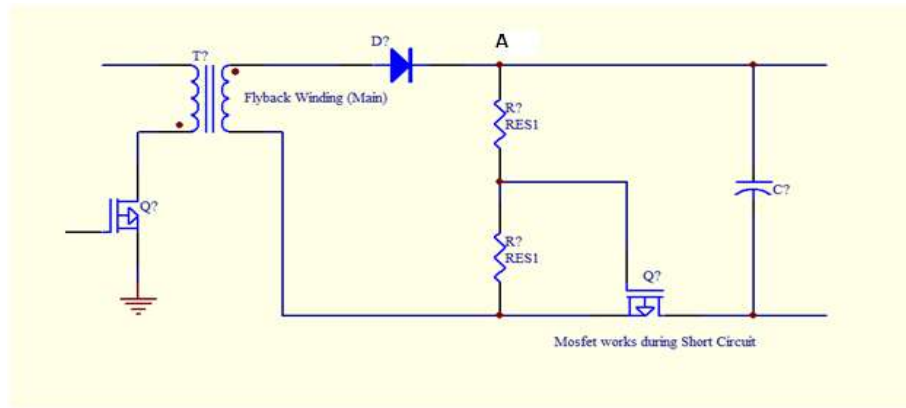 D?
A
T?
Flyback Winding (Main)
R?
RES1
Q?
C?
R?
RES1
Q?
Mosfet works during Short Circuit